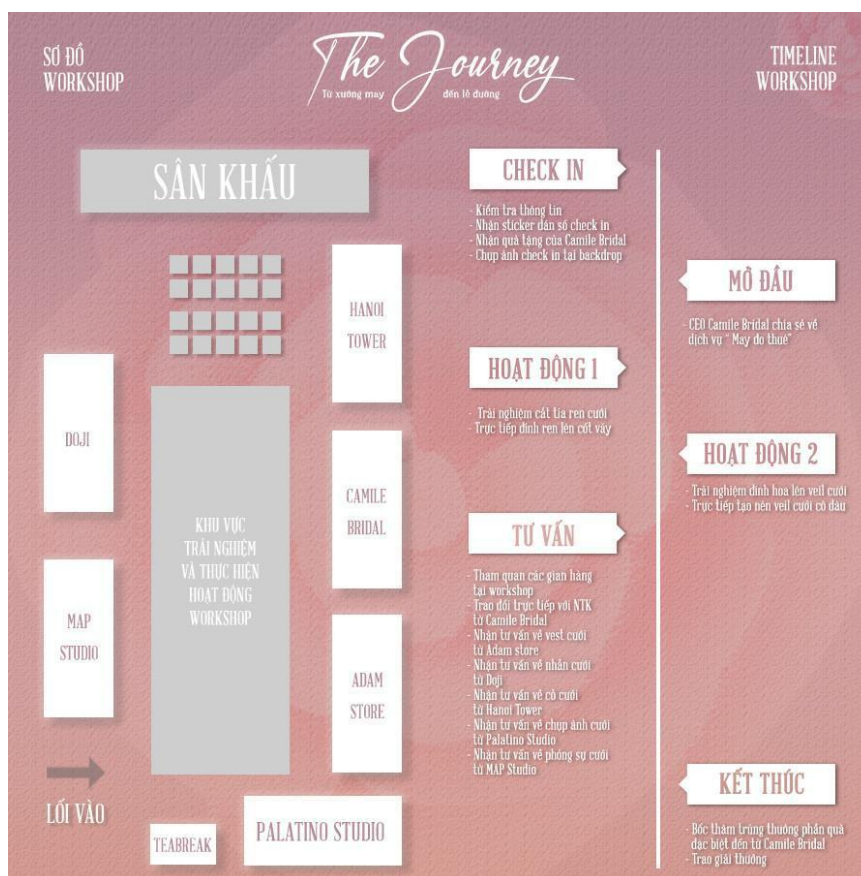 SƠ ĐỒ
WORKSHOP
The Journey
Từ xưởng may đến lễ đường
TIMELINE
WORKSHOP
SÂN KHẤU
HANOI
TOWER
DOJI
CAMILE
BRIDAL
KHU VỰC
TRẢI NGHIỆM
VÀ THỰC HIỆN
HOẠT ĐỘNG
WORKSHOP
MAP
STUDIO
ADAM
STORE
LỐI VÀO
TEABREAK
PALATINO STUDIO
CHECK IN
- Kiểm tra thông tin
- Nhận sticker dán số check in
- Nhận quà tặng của Camile Bridal
- Chụp ảnh check in tại backdrop
MỞ ĐẦU
- CEO Camile Bridal chia sẻ về
dịch vụ " May đo thuê"
HOẠT ĐỘNG 1
- Trải nghiệm cắt tỉa ren cưới
- Trực tiếp đính ren lên cốt váy
HOẠT ĐỘNG 2
- Trải nghiệm đính hoa lên veil cưới
- Trực tiếp tạo nên veil cưới cô dâu
TƯ VẤN
- Tham quan các gian hàng
tại workshop
- Trao đổi trực tiếp với NTK
từ Camile Bridal
- Nhận tư vấn về vest cưới
từ Adam store
- Nhận tư vấn về nhẫn cưới
từ Doji
- Nhận tư vấn về cỗ cưới
từ Hanoi Tower
- Nhận tư vấn về chụp ảnh cưới
từ Palatino Studio
- Nhận tư vấn về phóng sự cưới
từ MAP Studio
KẾT THÚC
- Bốc thăm trúng thưởng phần quà
đặc biệt đến từ Camile Bridal
- Trao giải thưởng